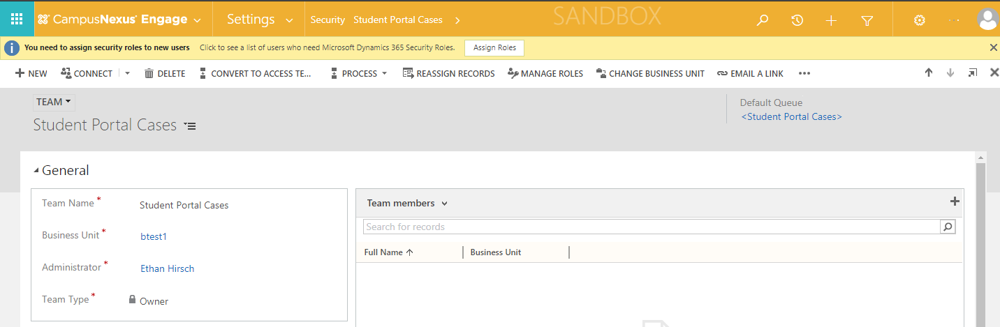 CampusNexus® Engage Settings Security Student Portal Cases SANDBOX
You need to assign security roles to new users Click to see a list of users who need Microsoft Dynamics 365 Security Roles. Assign Roles
NEW CONNECT DELETE CONVERT TO ACCESS TE... PROCESS REASSIGN RECORDS MANAGE ROLES CHANGE BUSINESS UNIT EMAIL A LINK ...
TEAM
Student Portal Cases
Default Queue
<Student Portal Cases>
General
Team Name * Student Portal Cases
Business Unit * btest1
Administrator * Ethan Hirsch
Team Type * Owner
Team members
Search for records
Full Name Business Unit